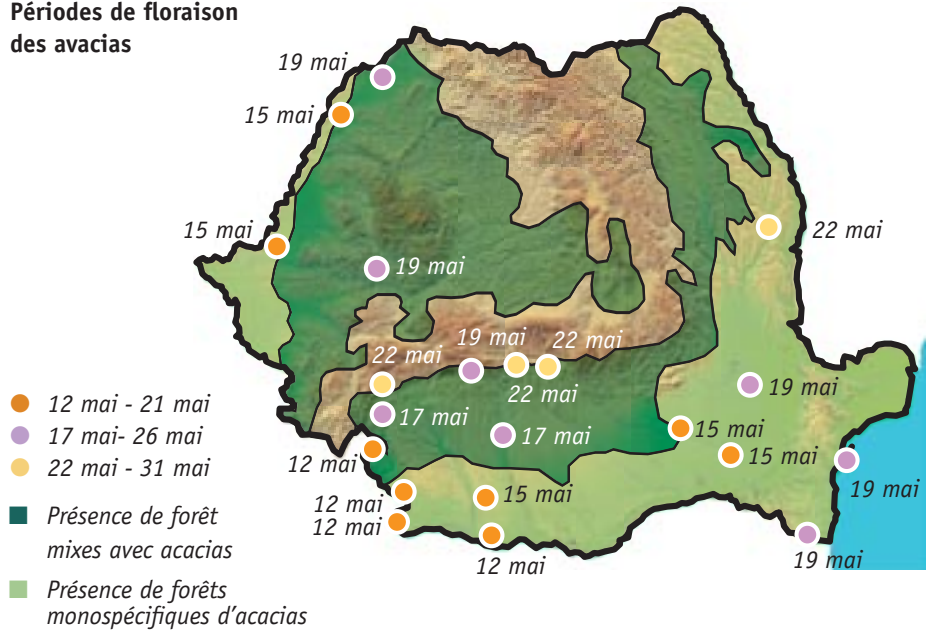 Périodes de floraison
des avacias
19 mai
15 mai
15 mai
22 mai
19 mai
19 mai
22 mai
22 mai
22 mai
19 mai
17 mai
17 mai
15 mai
15 mai
12 mai
19 mai
12 mai
15 mai
12 mai
12 mai
19 mai
12 mai - 21 mai
17 mai- 26 mai
22 mai - 31 mai
Présence de forêt
mixes avec acacias
Présence de forêts
monospécifiques d'acacias